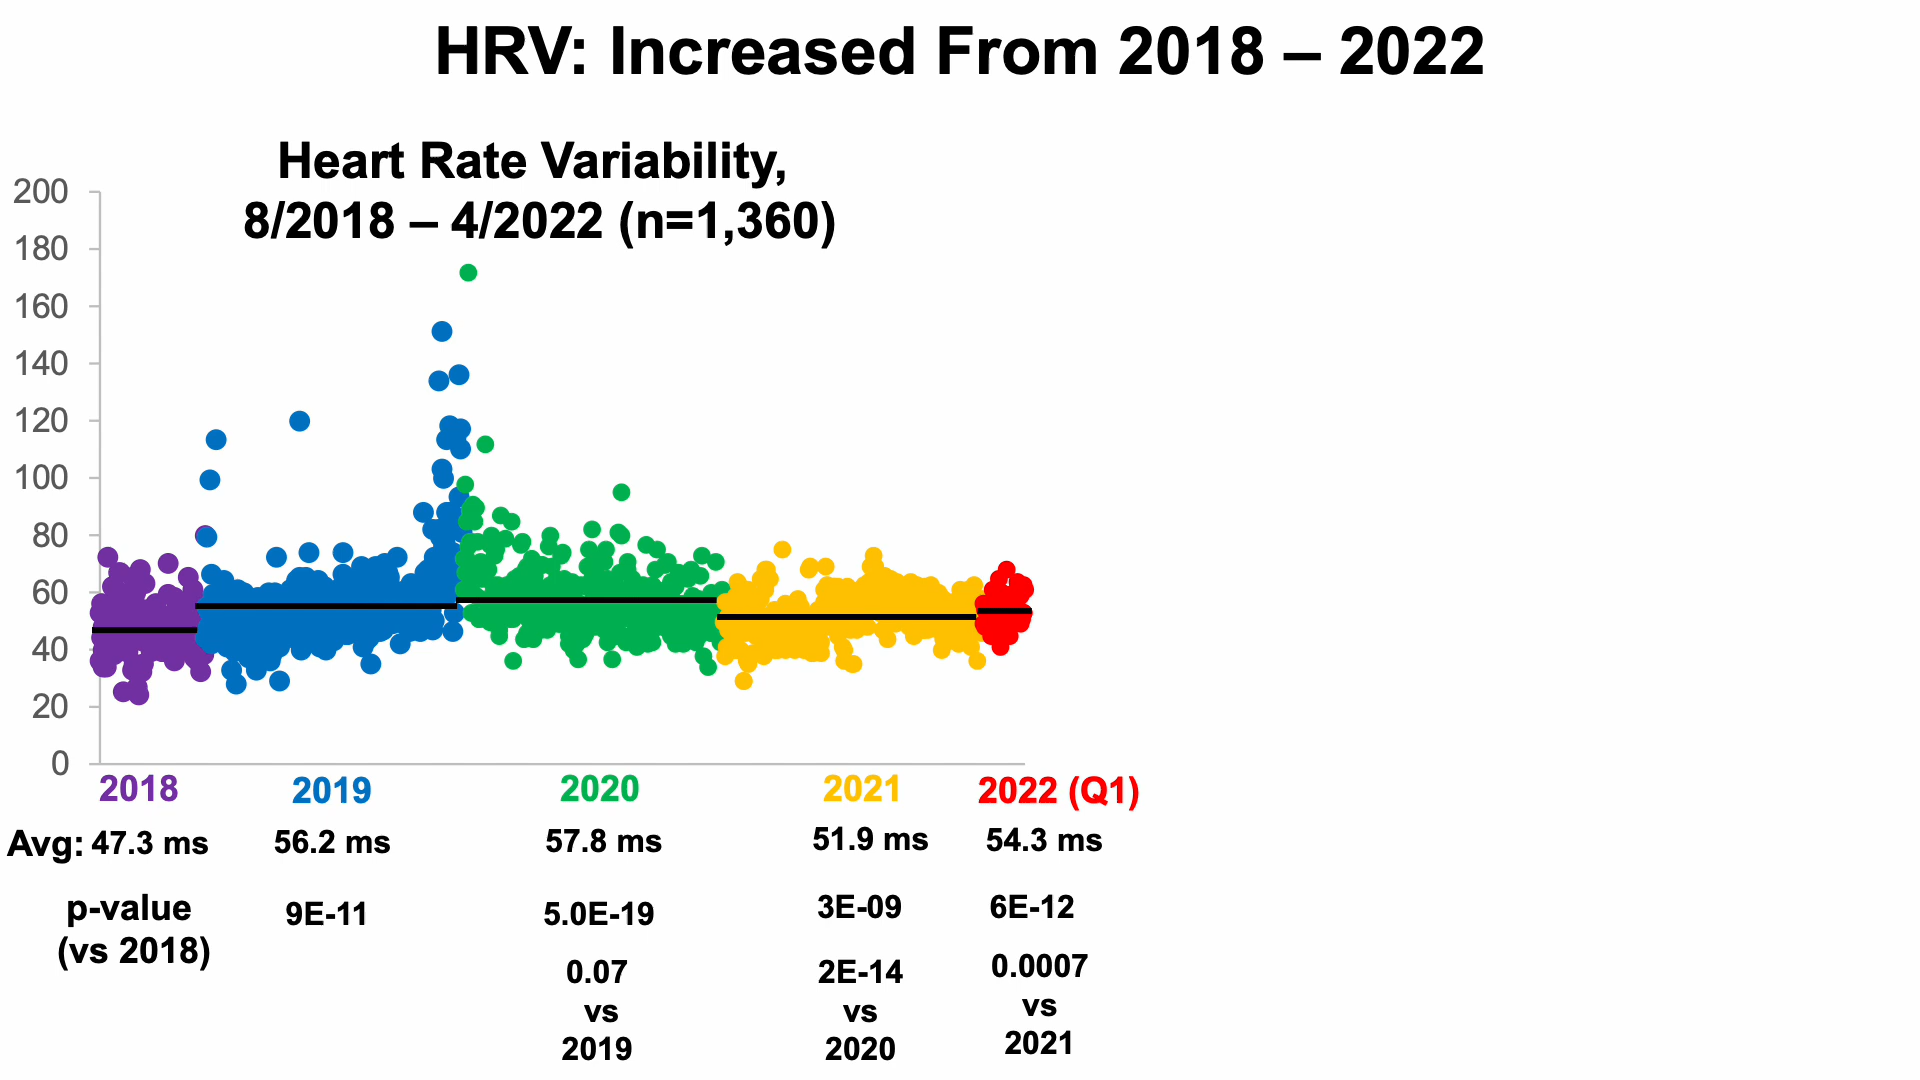 HRV: Increased From 2018 – 2022
Heart Rate Variability,
8/2018 – 4/2022 (n=1,360)
200
180
160
140
120
100
80
60
40
20
0
2018 2019 2020 2021 2022 (Q1)
Avg: 47.3 ms 56.2 ms 57.8 ms 51.9 ms 54.3 ms
p-value
(vs 2018)
9E-11 5.0E-19 3E-09 6E-12
0.07
vs
2019
2E-14
vs
2020
0.0007
vs
2021